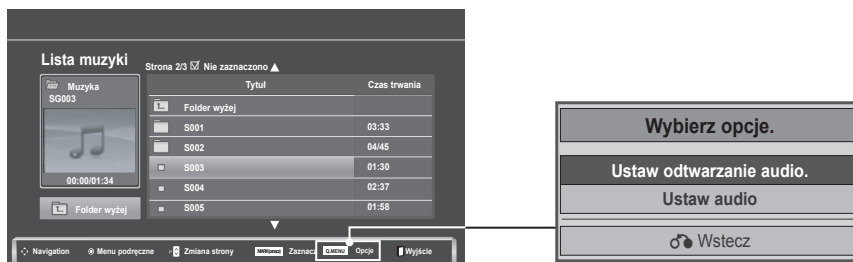 Lista muzyki
Strona 2/3 ☑ Nie zaznaczono ▲
Muzyka
SG003
00:00/01:34
Folder wyżej
Tytuł Czas trwania
Folder wyżej
S001 03:33
S002 04/45
S003 01:30
S004 02:37
S005 01:58
▼
Navigation Menu podręczne P Zmiana strony Zaznacz Q.MENU Opcje Wyjście
Wybierz opcje.
Ustaw odtwarzanie audio.
Ustaw audio
Wstecz